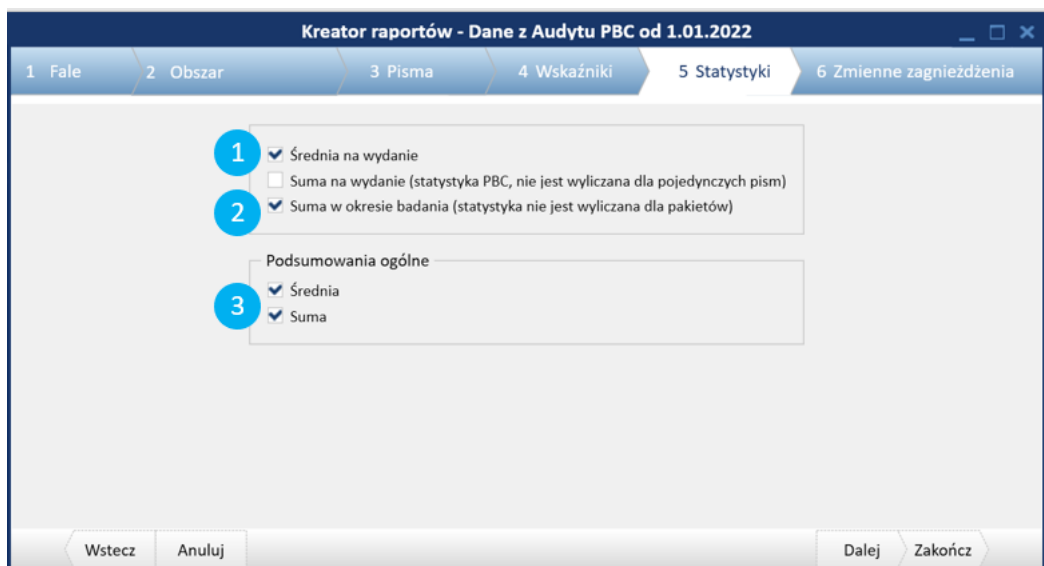 Kreator raportów - Dane z Audytu PBC od 1.01.2022
1 Fale 2 Obszar 3 Pisma 4 Wskaźniki 5 Statystyki 6 Zmienne zagnieżdżenia
1 Średnia na wydanie
Suma na wydanie (statystyka PBC, nie jest wyliczana dla pojedynczych pism)
2 Suma w okresie badania (statystyka nie jest wyliczana dla pakietów)
Podsumowania ogólne
Średnia
3
Suma
Wstecz Anuluj Dalej Zakończ